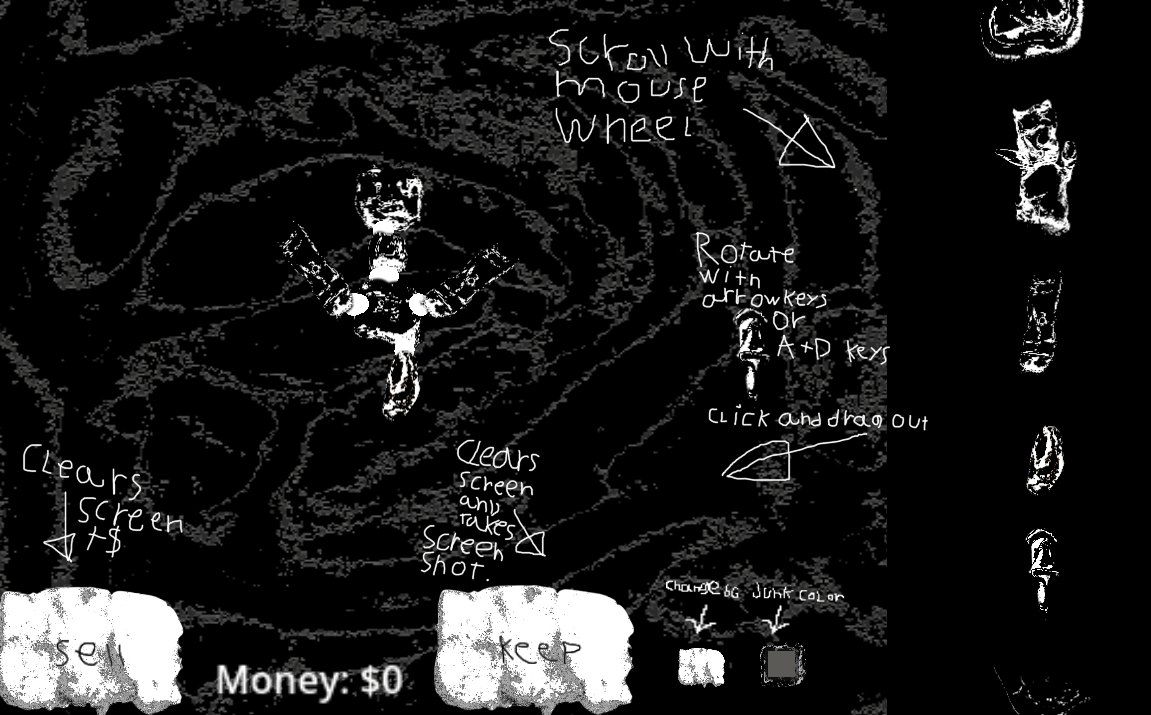 Scroll with
mouse
wheel
Rotate
with
arrowkeys
or
A+D keys
click and drag out
Clears
Screen
+$
Clears
screen
and
takes
Screen
Shot.
change bg
Junk color
sell
Money: $0
keep